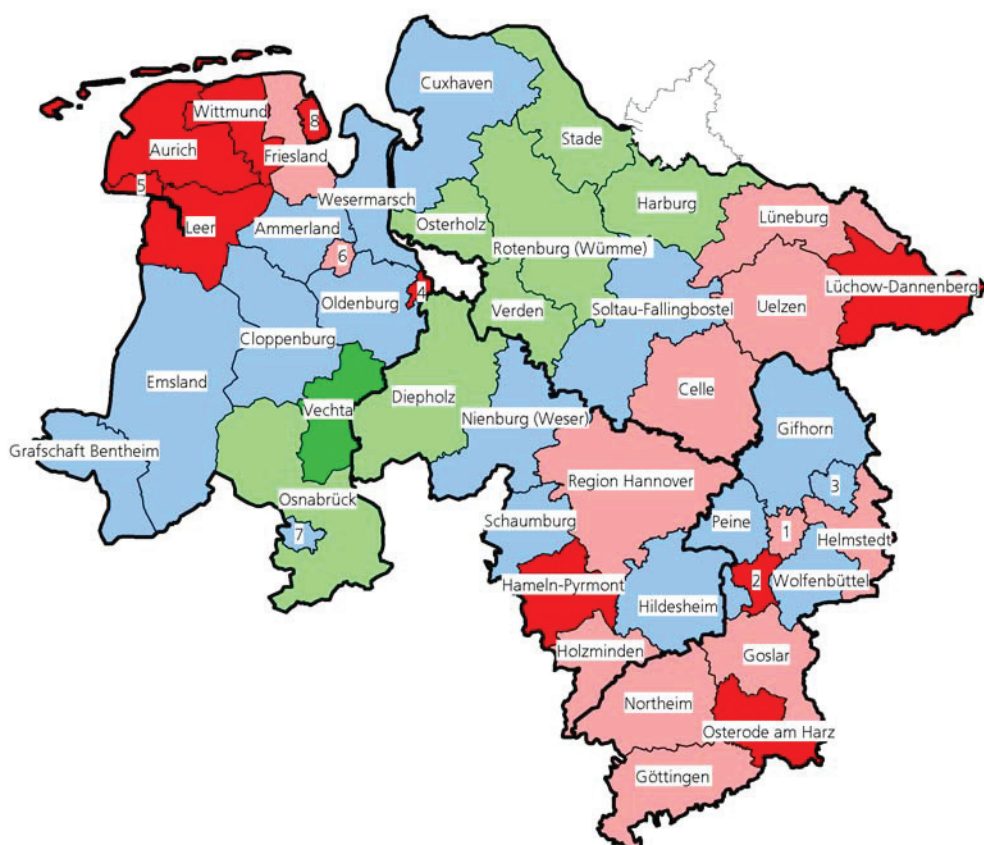 Cuxhaven
Wittmund
8
Stade
Aurich
Friesland
5
Wesermarsch
Harburg
Lüneburg
Osterholz
Leer
Ammerland
Rotenburg (Wümme)
6
Lüchow-Dannenberg
4
Oldenburg
Verden
Soltau-Fallingbostel
Uelzen
Cloppenburg
Celle
Emsland
Diepholz
Vechta
Nienburg (Weser)
Gifhorn
Grafschaft Bentheim
Region Hannover
3
Osnabrück
Schaumburg
Peine
1
7
Helmstedt
Hameln-Pyrmont
2
Wolfenbüttel
Hildesheim
Holzminden
Goslar
Northeim
Osterode am Harz
Göttingen